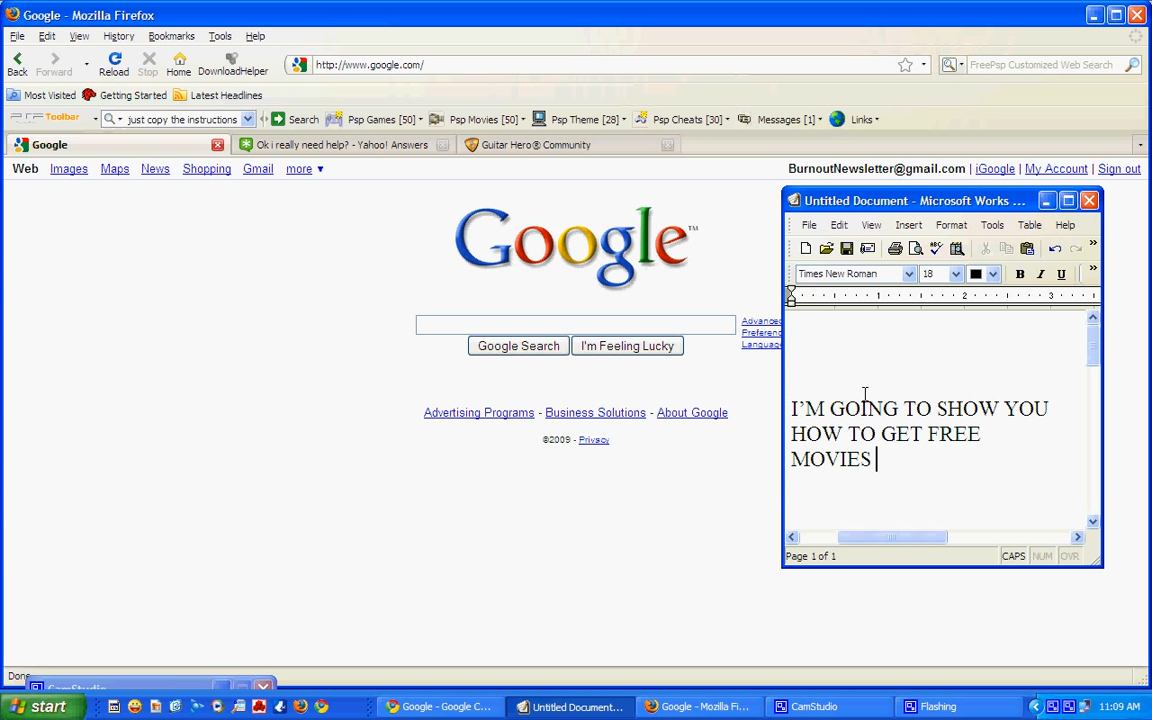 Google - Mozilla Firefox
File Edit View History Bookmarks Tools Help
Back Forward Reload Stop Home DownloadHelper http://www.google.com/ FreePsp Customized Web Search
Most Visited Getting Started Latest Headlines
Toolbar just copy the instructions Search Psp Games [50] Psp Movies [50] Psp Theme [28] Psp Cheats [30] Messages [1] Links
Google Ok i really need help? - Yahoo! Answers Guitar Hero® Community
Web Images Maps News Shopping Gmail more ▼ BurnoutNewsletter@gmail.com | iGoogle | My Account | Sign out
Google™
Google Search I'm Feeling Lucky
Advertising Programs - Business Solutions - About Google
©2009 - Privacy
Untitled Document - Microsoft Works ...
File Edit View Insert Format Tools Table Help
Times New Roman 18 B I U
1 2 3
I'M GOING TO SHOW YOU
HOW TO GET FREE
MOVIES
Page 1 of 1 CAPS NUM OVR
Done
CamStudio
start Google - Google C... Untitled Document... Google - Mozilla Fi... CamStudio Flashing 11:09 AM